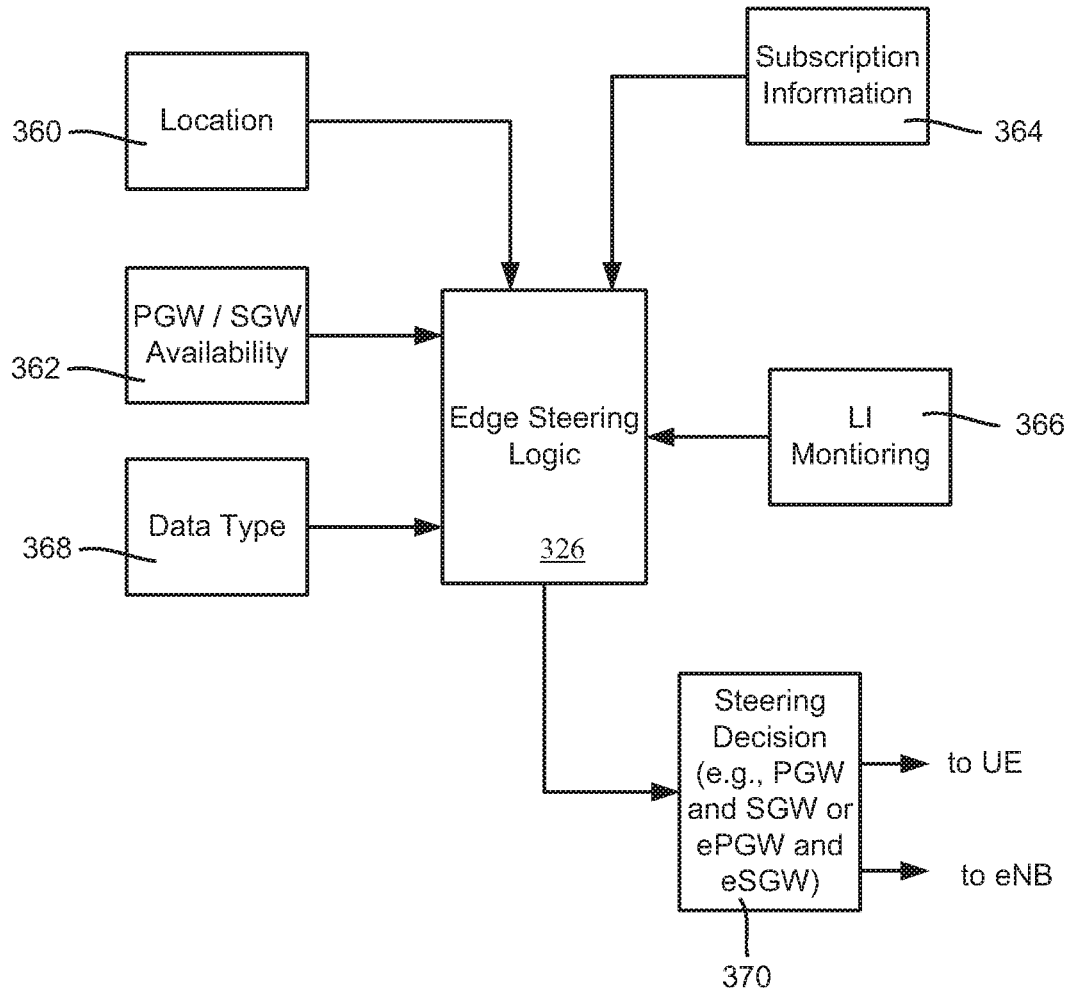 Subscription
Information
364
Location
360
PGW / SGW
Availability
362
Edge Steering
Logic
326
LI
Montioring
366
Data Type
368
Steering
Decision
(e.g., PGW
and SGW or
ePGW and
eSGW)
370
to UE
to eNB